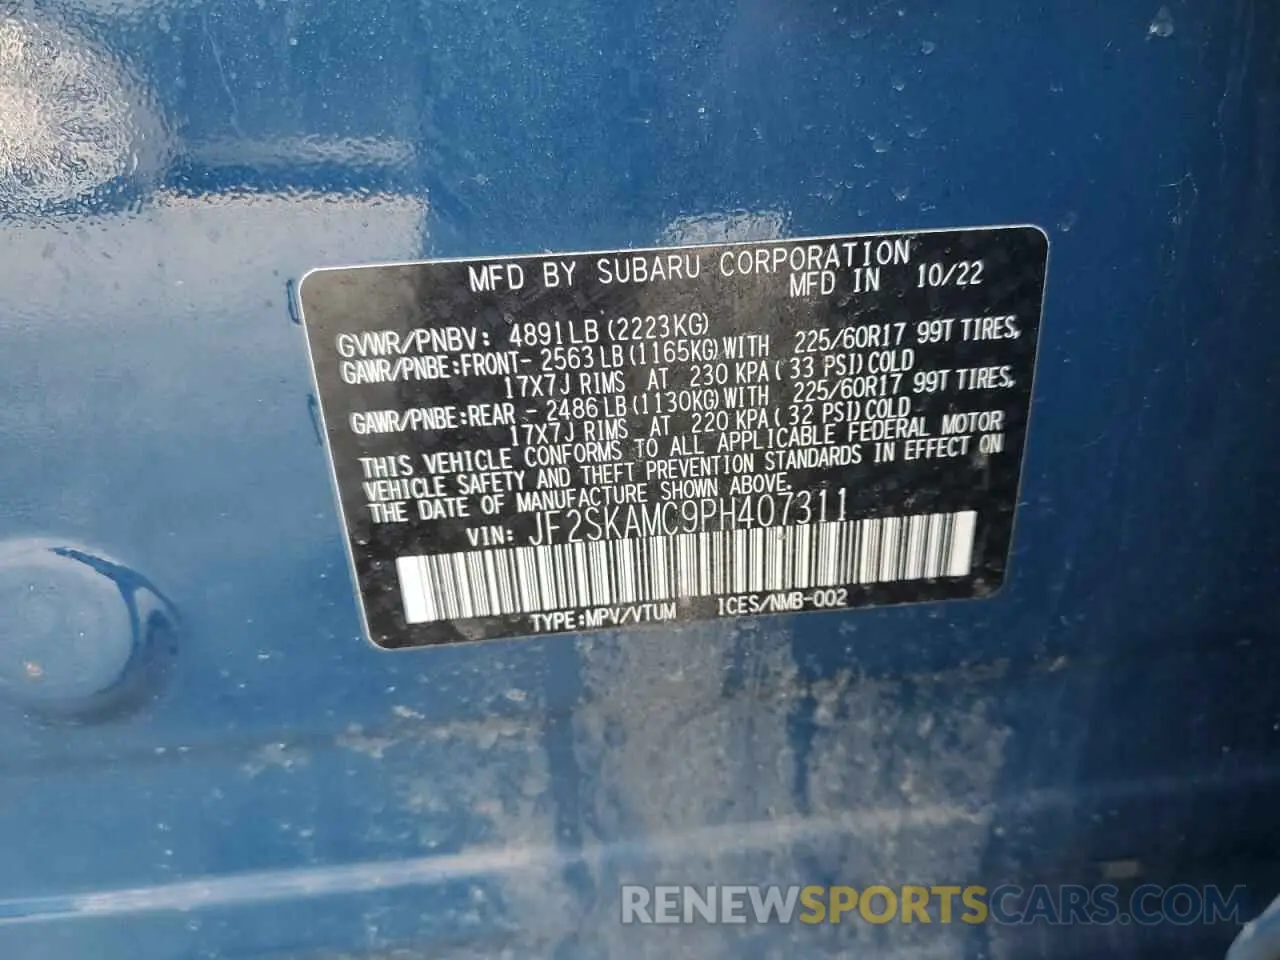 MFD BY SUBARU CORPORATION
MFD IN 10/22
GVWR/PNBV: 4891LB (2223KG)
GAWR/PNBE:FRONT- 2563LB (1165KG) WITH 225/60R17 99T TIRES,
17X7J RIMS AT 230 KPA( 33 PSI) COLD
GAWR/PNBE:REAR - 2486LB (1130KG) WITH 225/60R17 99T TIRES,
17X7J RIMS AT 220 KPA( 32 PSI) COLD
THIS VEHICLE CONFORMS TO ALL APPLICABLE FEDERAL MOTOR
VEHICLE SAFETY AND THEFT PREVENTION STANDARDS IN EFFECT ON
THE DATE OF MANUFACTURE SHOWN ABOVE.
VIN: JF2SKAMC9PH407311
TYPE:MPV/VTUM ICES/NMB-002
RENEWSPORTSCARS.COM